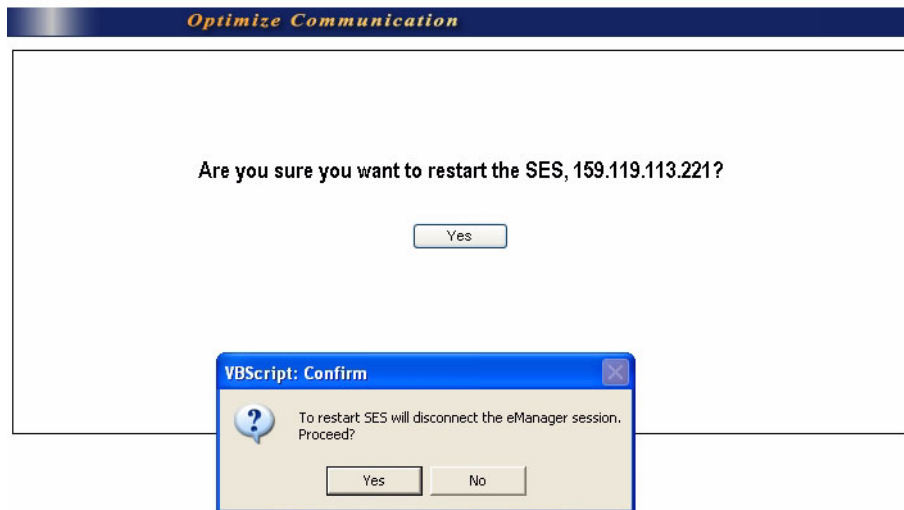 Optimize Communication
Are you sure you want to restart the SES, 159.119.113.221?
Yes
VBScript: Confirm
To restart SES will disconnect the eManager session.
Proceed?
Yes No